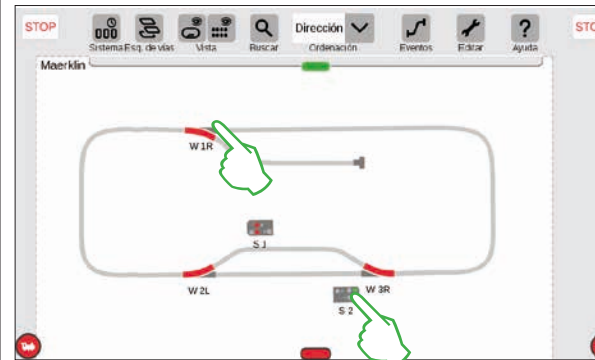 STOP
Sistema Esq. de vías Vista Buscar Dirección Ordenación Eventos Editar Ayuda
STO
Maerklin
W 1R
S 1
W 2L
W 3R
S 2